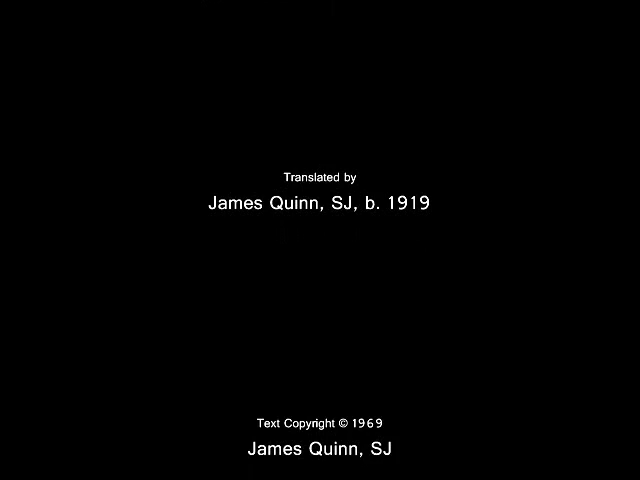 Translated by
James Quinn, SJ, b. 1919
Text Copyright © 1969
James Quinn, SJ